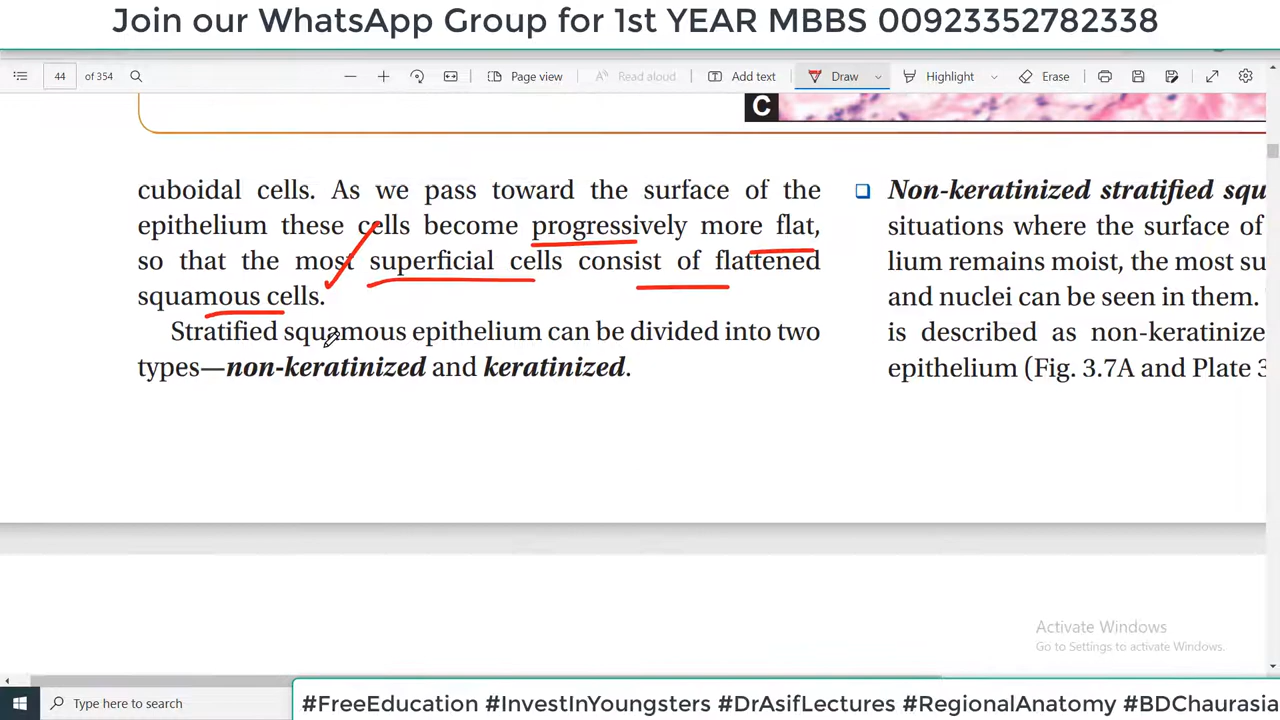 Join our WhatsApp Group for 1st YEAR MBBS 00923352782338
44 of 354
Page view
Read aloud
Add text
Draw
Highlight
Erase
C
cuboidal cells. As we pass toward the surface of the
epithelium these cells become progressively more flat,
so that the most superficial cells consist of flattened
squamous cells.
Stratified squamous epithelium can be divided into two
types—non-keratinized and keratinized.
Non-keratinized stratified squ
situations where the surface of
lium remains moist, the most su
and nuclei can be seen in them.
is described as non-keratinize
epithelium (Fig. 3.7A and Plate 3
Activate Windows
Go to Settings to activate Windows.
Type here to search
#FreeEducation #InvestInYoungsters #DrAsifLectures #RegionalAnatomy #BDChaurasia